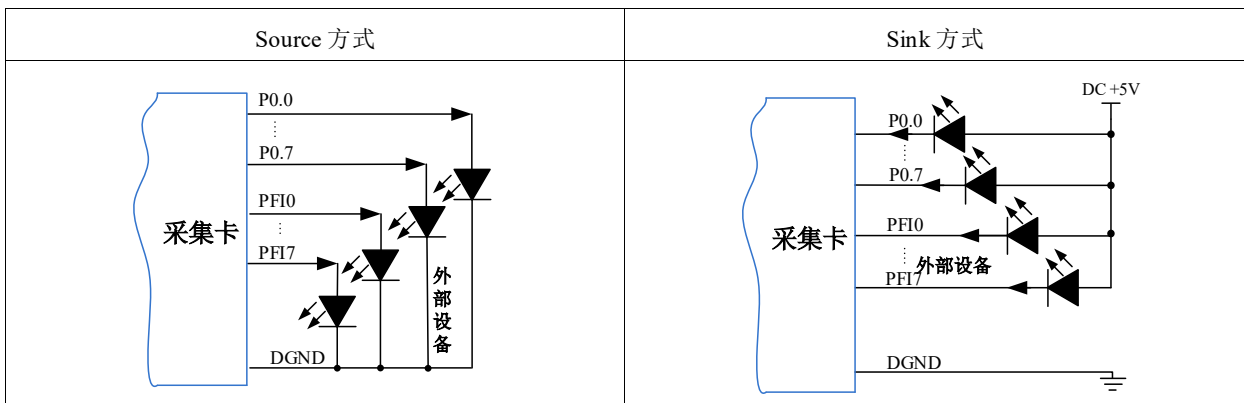 Source 方式
Sink 方式
P0.0
⋮
P0.7
PFI0
⋮
PFI7
采集卡
外
部
设
备
DGND
DC +5V
P0.0
⋮
P0.7
PFI0
⋮
外部设备
PFI7
采集卡
DGND